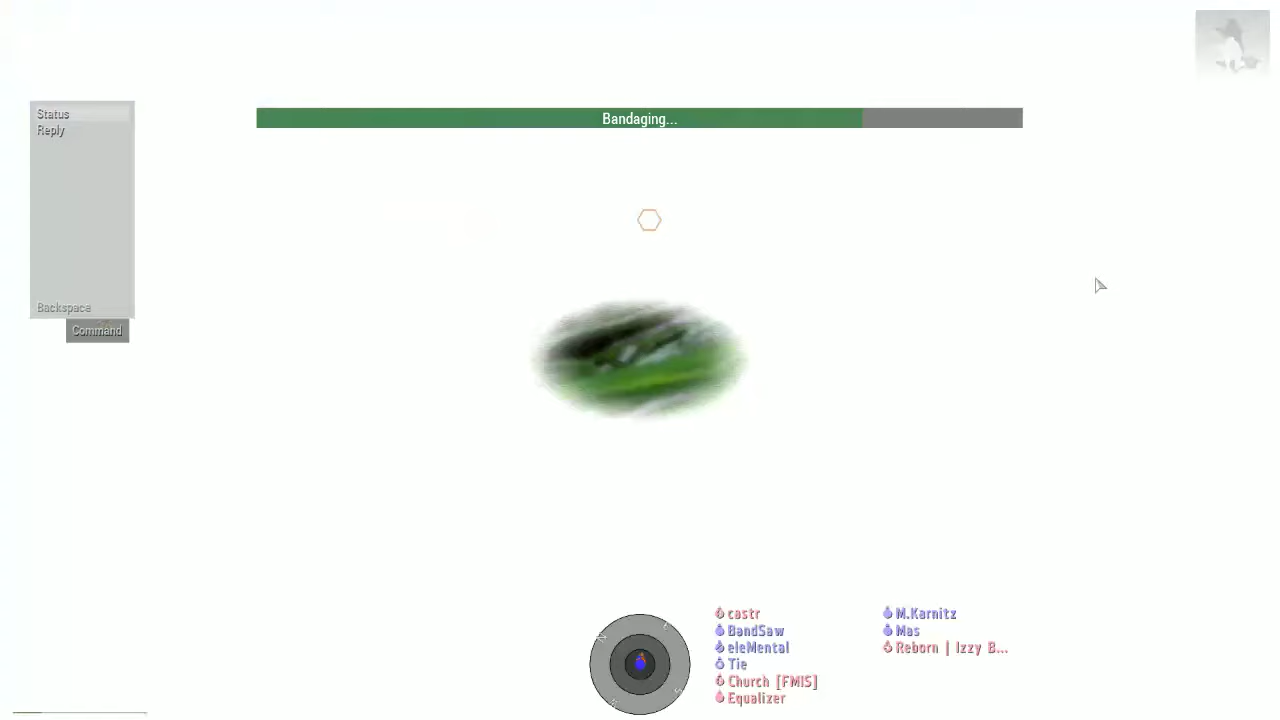 Status
Reply
Backspace
Command
Bandaging...
castr
BandSaw
eleMental
Tie
Church [FMIS]
Equalizer
M.Karnitz
Mas
Reborn | Izzy B...